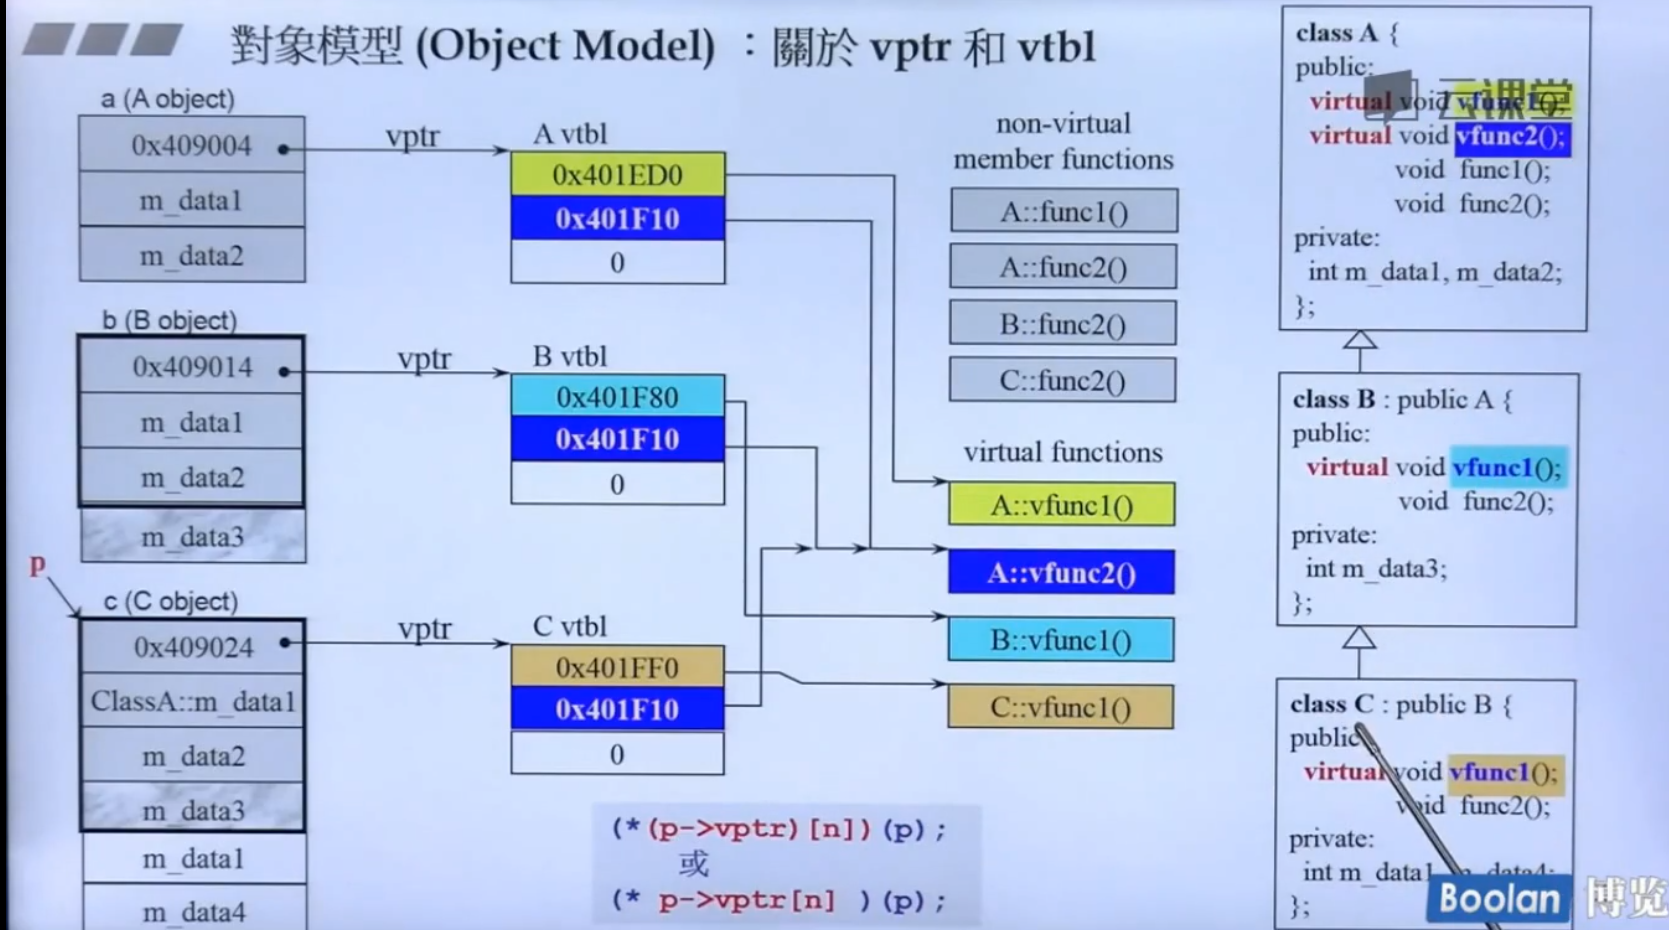 對象模型 (Object Model) ：關於 vptr 和 vtbl
a (A object)
0x409004
m_data1
m_data2
vptr
A vtbl
0x401ED0
0x401F10
0
b (B object)
0x409014
m_data1
m_data2
m_data3
vptr
B vtbl
0x401F80
0x401F10
0
p
c (C object)
0x409024
ClassA::m_data1
m_data2
m_data3
m_data1
m_data4
vptr
C vtbl
0x401FF0
0x401F10
0
(*(p->vptr)[n])(p);
或
(* p->vptr[n] )(p);
non-virtual
member functions
A::func1()
A::func2()
B::func2()
C::func2()
virtual functions
A::vfunc1()
A::vfunc2()
B::vfunc1()
C::vfunc1()
class A {
public:
virtual void vfunc1();
virtual void vfunc2();
void func1();
void func2();
private:
int m_data1, m_data2;
};
云课堂
class B : public A {
public:
virtual void vfunc1();
void func2();
private:
int m_data3;
};
class C : public B {
public
virtual void vfunc1();
void func2();
private:
int m_data1 m_data4;
};
Boolan 博览